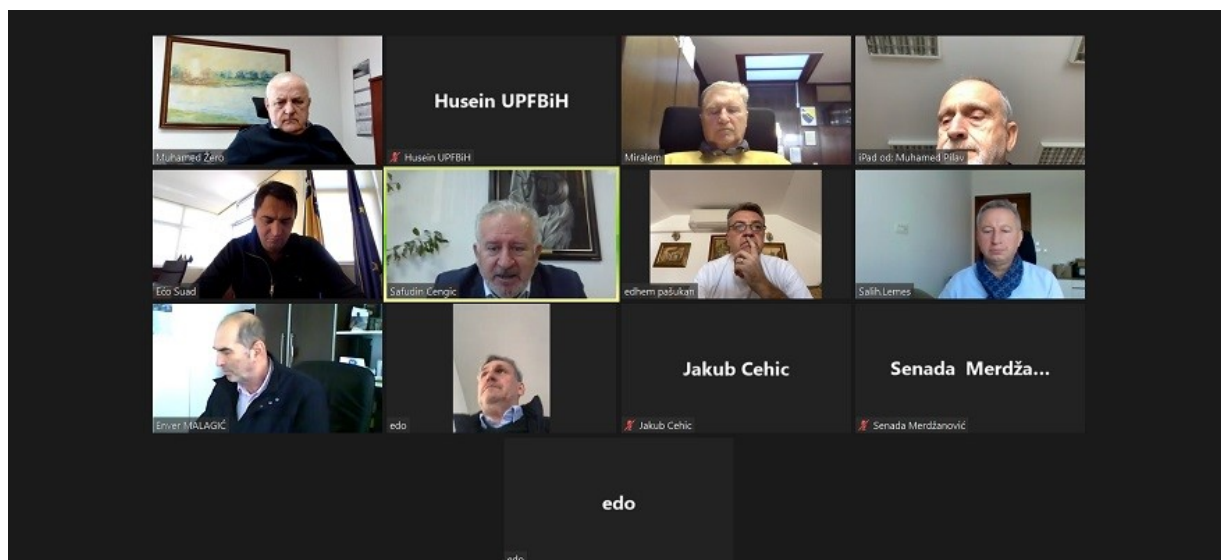 Muhamed Žero
Husein UPFBiH
Husein UPFBiH
Miralem
iPad od: Muhamed Pilav
Eco Suad
Safudin Cengic
edhem pašukan
Salih.Lemes
Enver MALAGIĆ
edo
Jakub Cehic
Jakub Cehic
Senada Merdža...
Senada Merdžanović
edo
edo